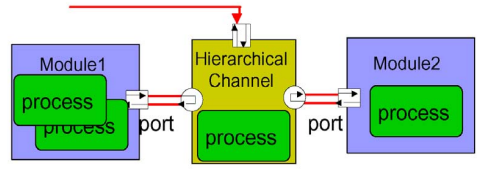 Module1
process
process
port
Hierarchical
Channel
process
port
Module2
process